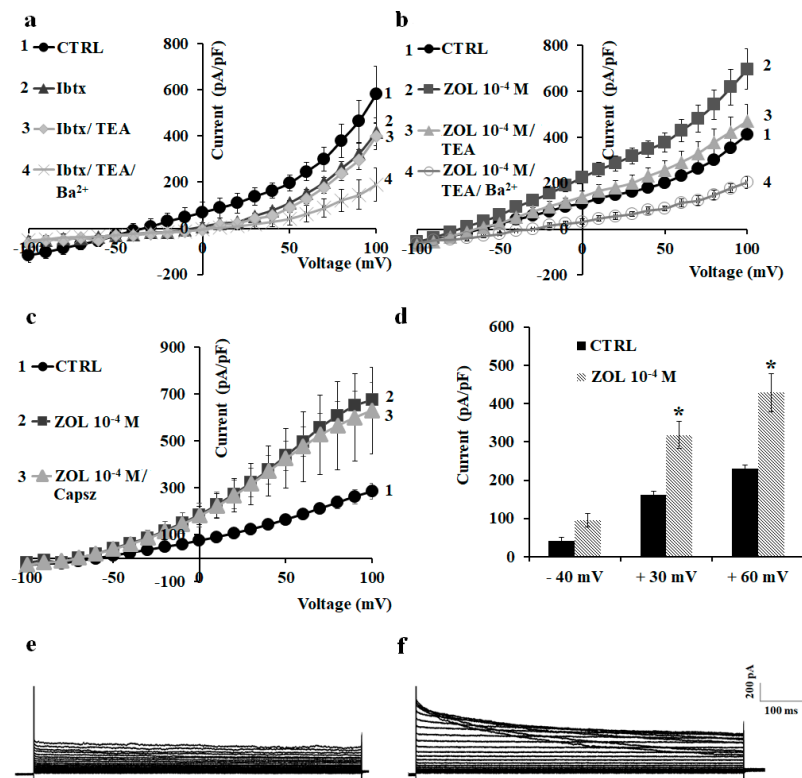 a
1 CTRL
2 Ibtx
3 Ibtx/ TEA
4 Ibtx/ TEA/
Ba²⁺
800
600
400
200
0
-200
-100
-50
0
50
100
Current (pA/pF)
Voltage (mV)
1
2
3
4
b
1 CTRL
2 ZOL 10⁻⁴ M
3 ZOL 10⁻⁴ M/
TEA
4 ZOL 10⁻⁴ M/
TEA/ Ba²⁺
800
600
400
200
0
-200
-100
-50
0
50
100
Current (pA/pF)
Voltage (mV)
2
3
1
4
c
1 CTRL
2 ZOL 10⁻⁴ M
3 ZOL 10⁻⁴ M/
Capsz
900
700
500
300
100
-100
-100
-50
0
50
100
Current (pA/pF)
Voltage (mV)
2
3
1
d
CTRL
ZOL 10⁻⁴ M
600
500
400
300
200
100
0
Current (pA/pF)
*
*
- 40 mV
+ 30 mV
+ 60 mV
e
f
200 pA
100 ms